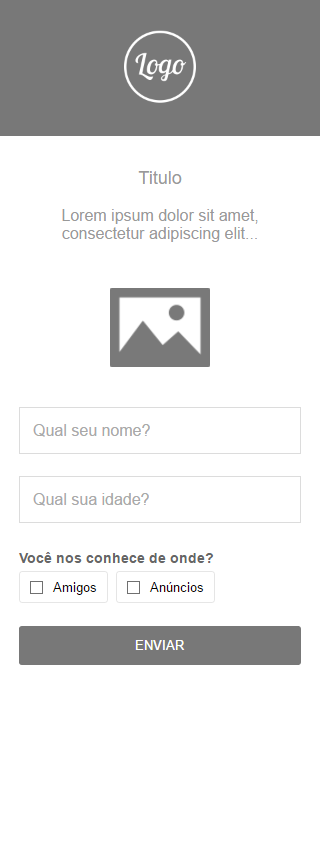 Logo
Titulo
Lorem ipsum dolor sit amet,
consectetur adipiscing elit...
Qual seu nome?
Qual sua idade?
Você nos conhece de onde?
Amigos Anúncios
ENVIAR